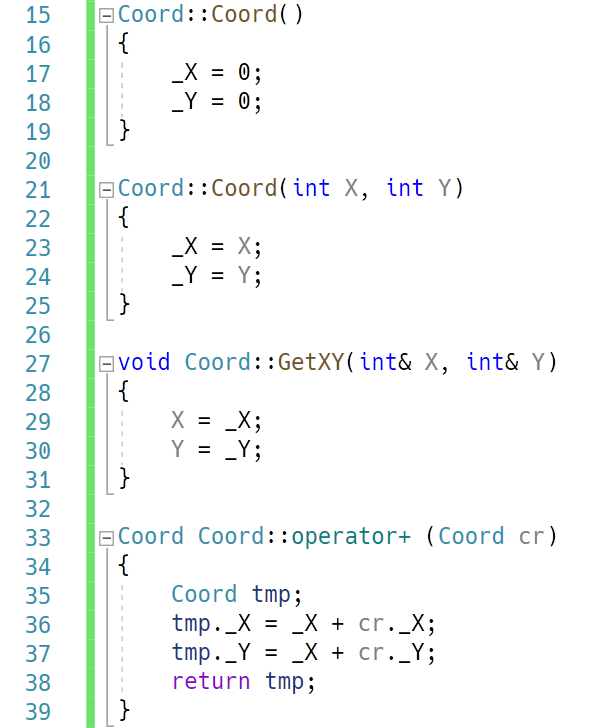 15 Coord::Coord()
16 {
17     _X = 0;
18     _Y = 0;
19 }
20
21 Coord::Coord(int X, int Y)
22 {
23     _X = X;
24     _Y = Y;
25 }
26
27 void Coord::GetXY(int& X, int& Y)
28 {
29     X = _X;
30     Y = _Y;
31 }
32
33 Coord Coord::operator+ (Coord cr)
34 {
35     Coord tmp;
36     tmp._X = _X + cr._X;
37     tmp._Y = _X + cr._Y;
38     return tmp;
39 }